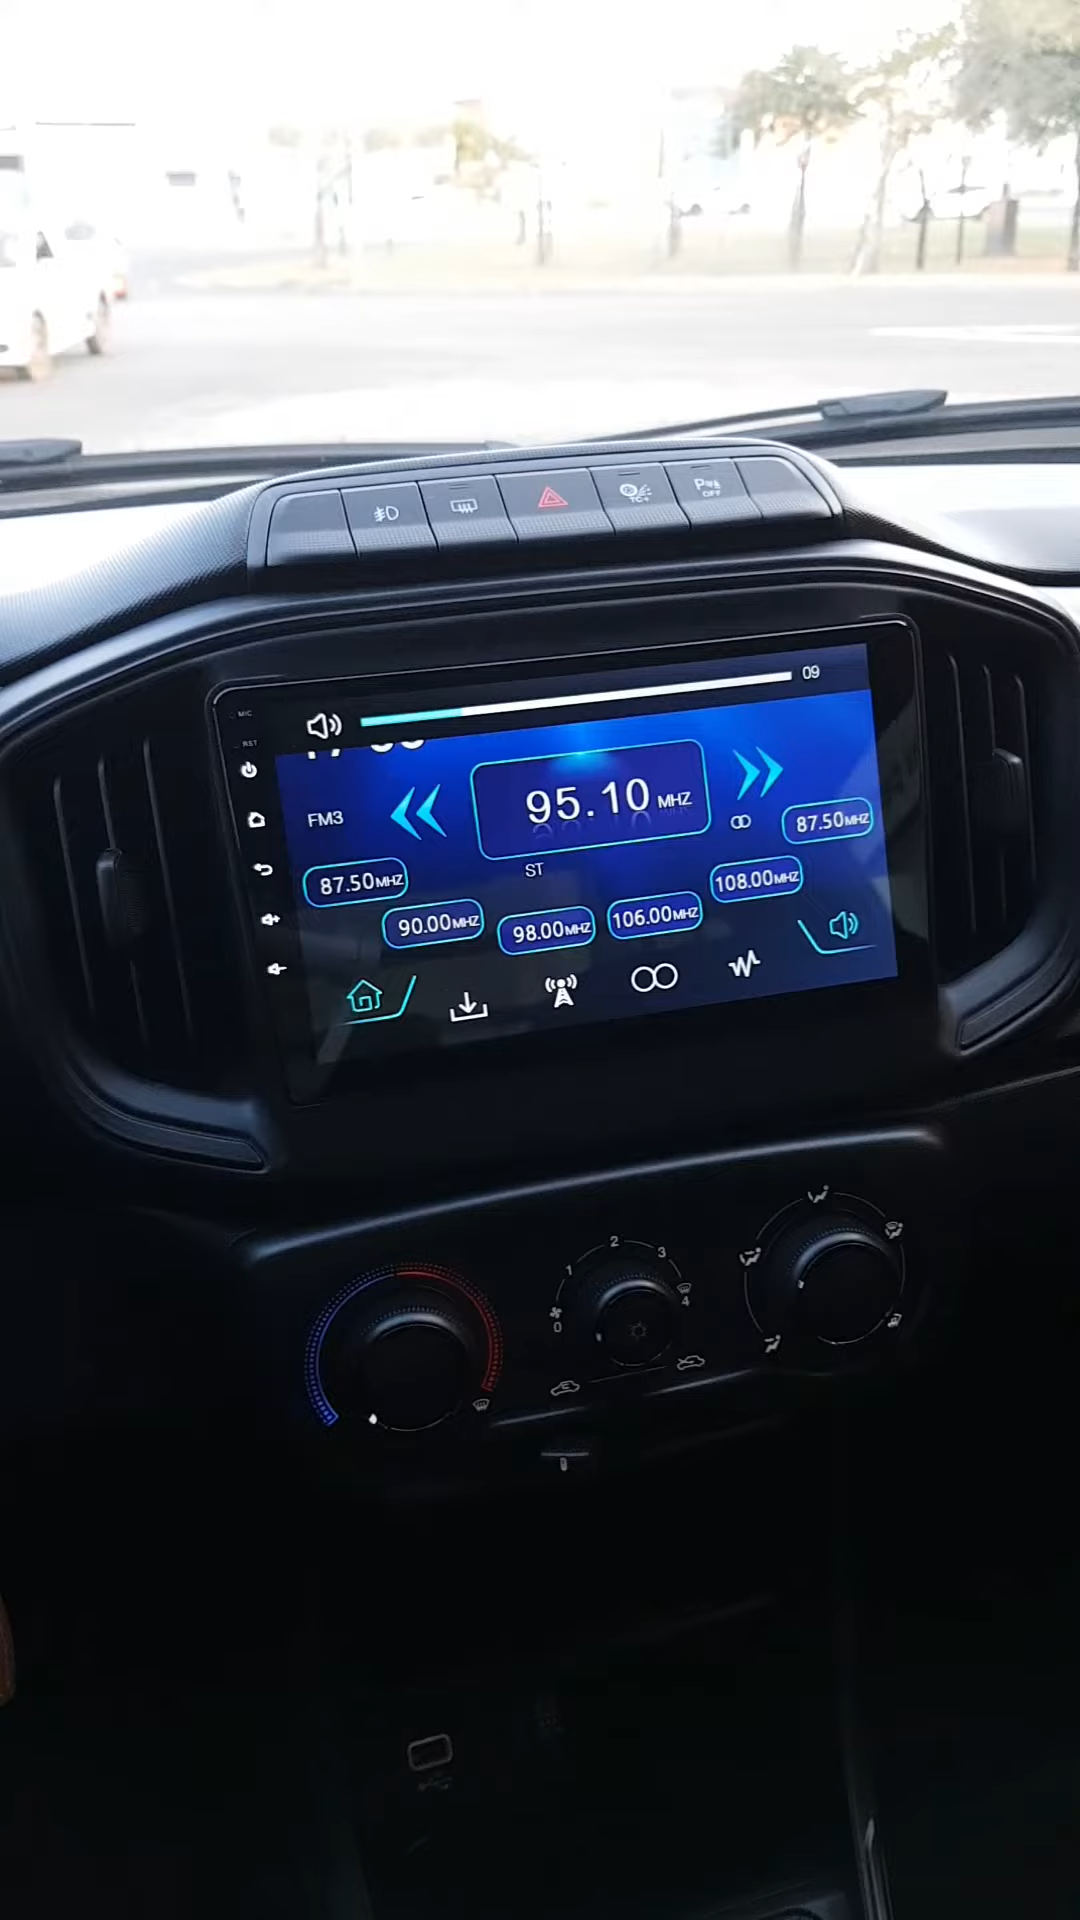 TC+
P OFF
MIC
09
RST
FM3
95.10 MHZ
87.50MHZ
ST
87.50MHZ
90.00MHZ
98.00MHZ
106.00MHZ
108.00MHZ
0
1
2
3
4